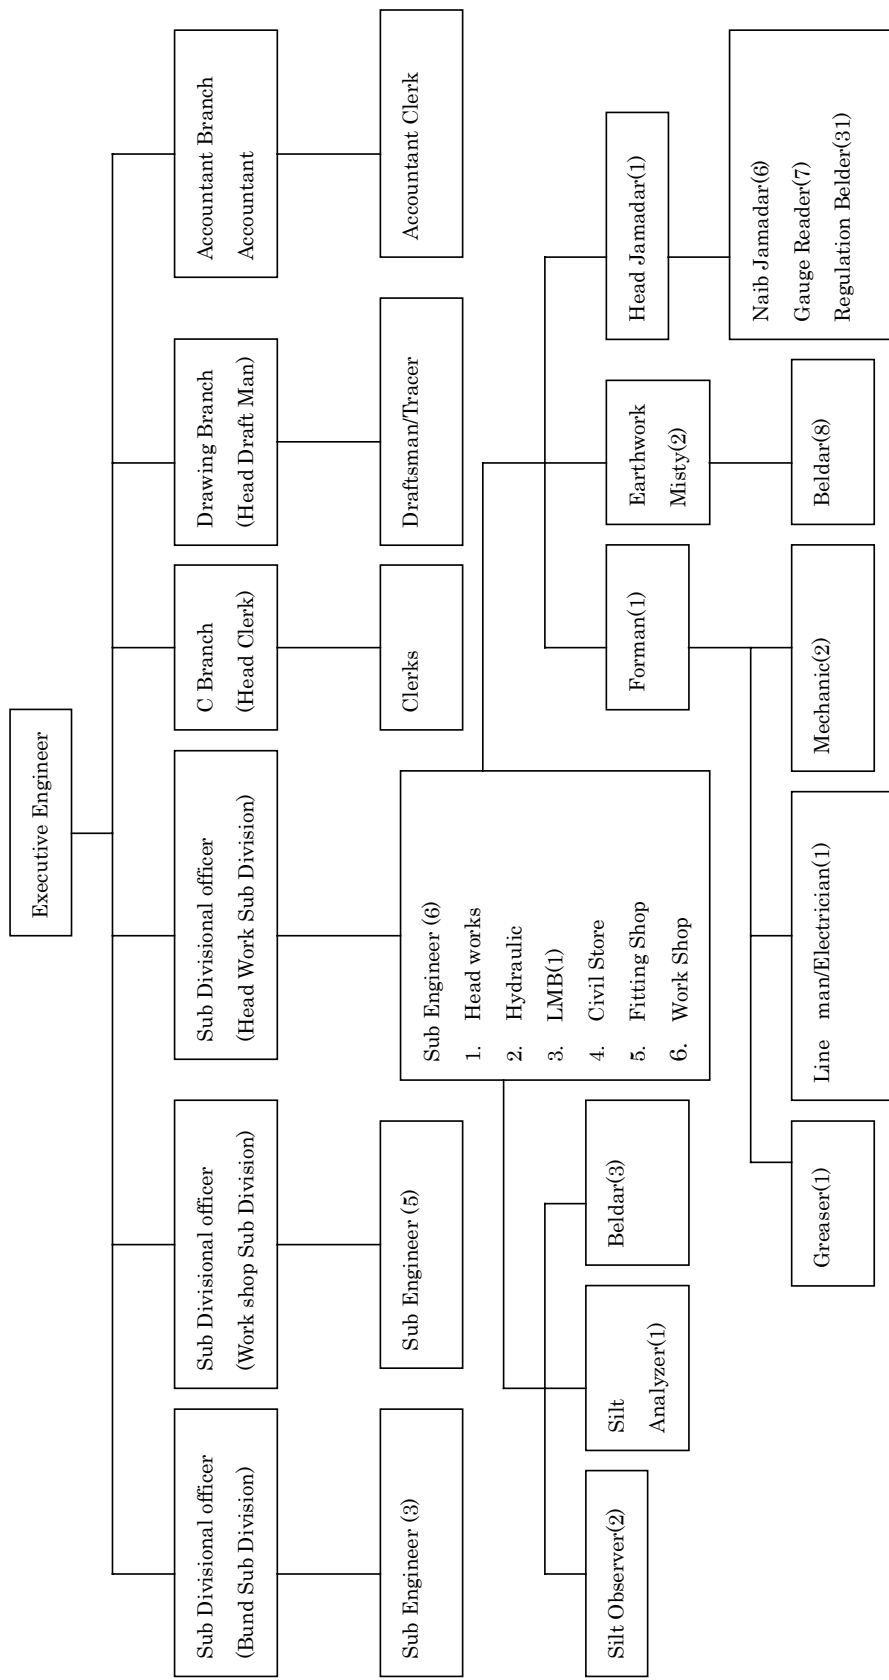 Executive Engineer
Sub Divisional officer
(Bund Sub Division)
Sub Divisional officer
(Work shop Sub Division)
Sub Divisional officer
(Head Work Sub Division)
C Branch
(Head Clerk)
Drawing Branch
(Head Draft Man)
Accountant Branch
Accountant
Sub Engineer (3)
Sub Engineer (5)
Sub Engineer (6)
1. Head works
2. Hydraulic
3. LMB(1)
4. Civil Store
5. Fitting Shop
6. Work Shop
Clerks
Draftsman/Tracer
Accountant Clerk
Silt Observer(2)
Silt
Analyzer(1)
Beldar(3)
Forman(1)
Earthwork
Misty(2)
Head Jamadar(1)
Greaser(1)
Line man/Electrician(1)
Mechanic(2)
Beldar(8)
Naib Jamadar(6)
Gauge Reader(7)
Regulation Belder(31)